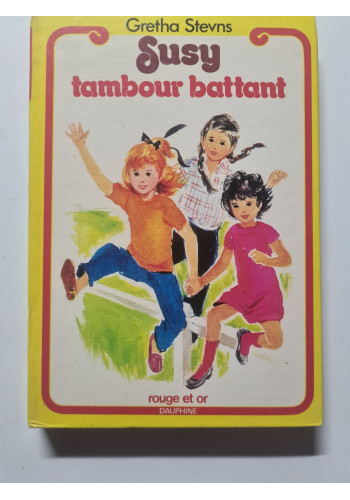 Gretha Stevns
Susy
tambour battant
rouge et or
DAUPHINE